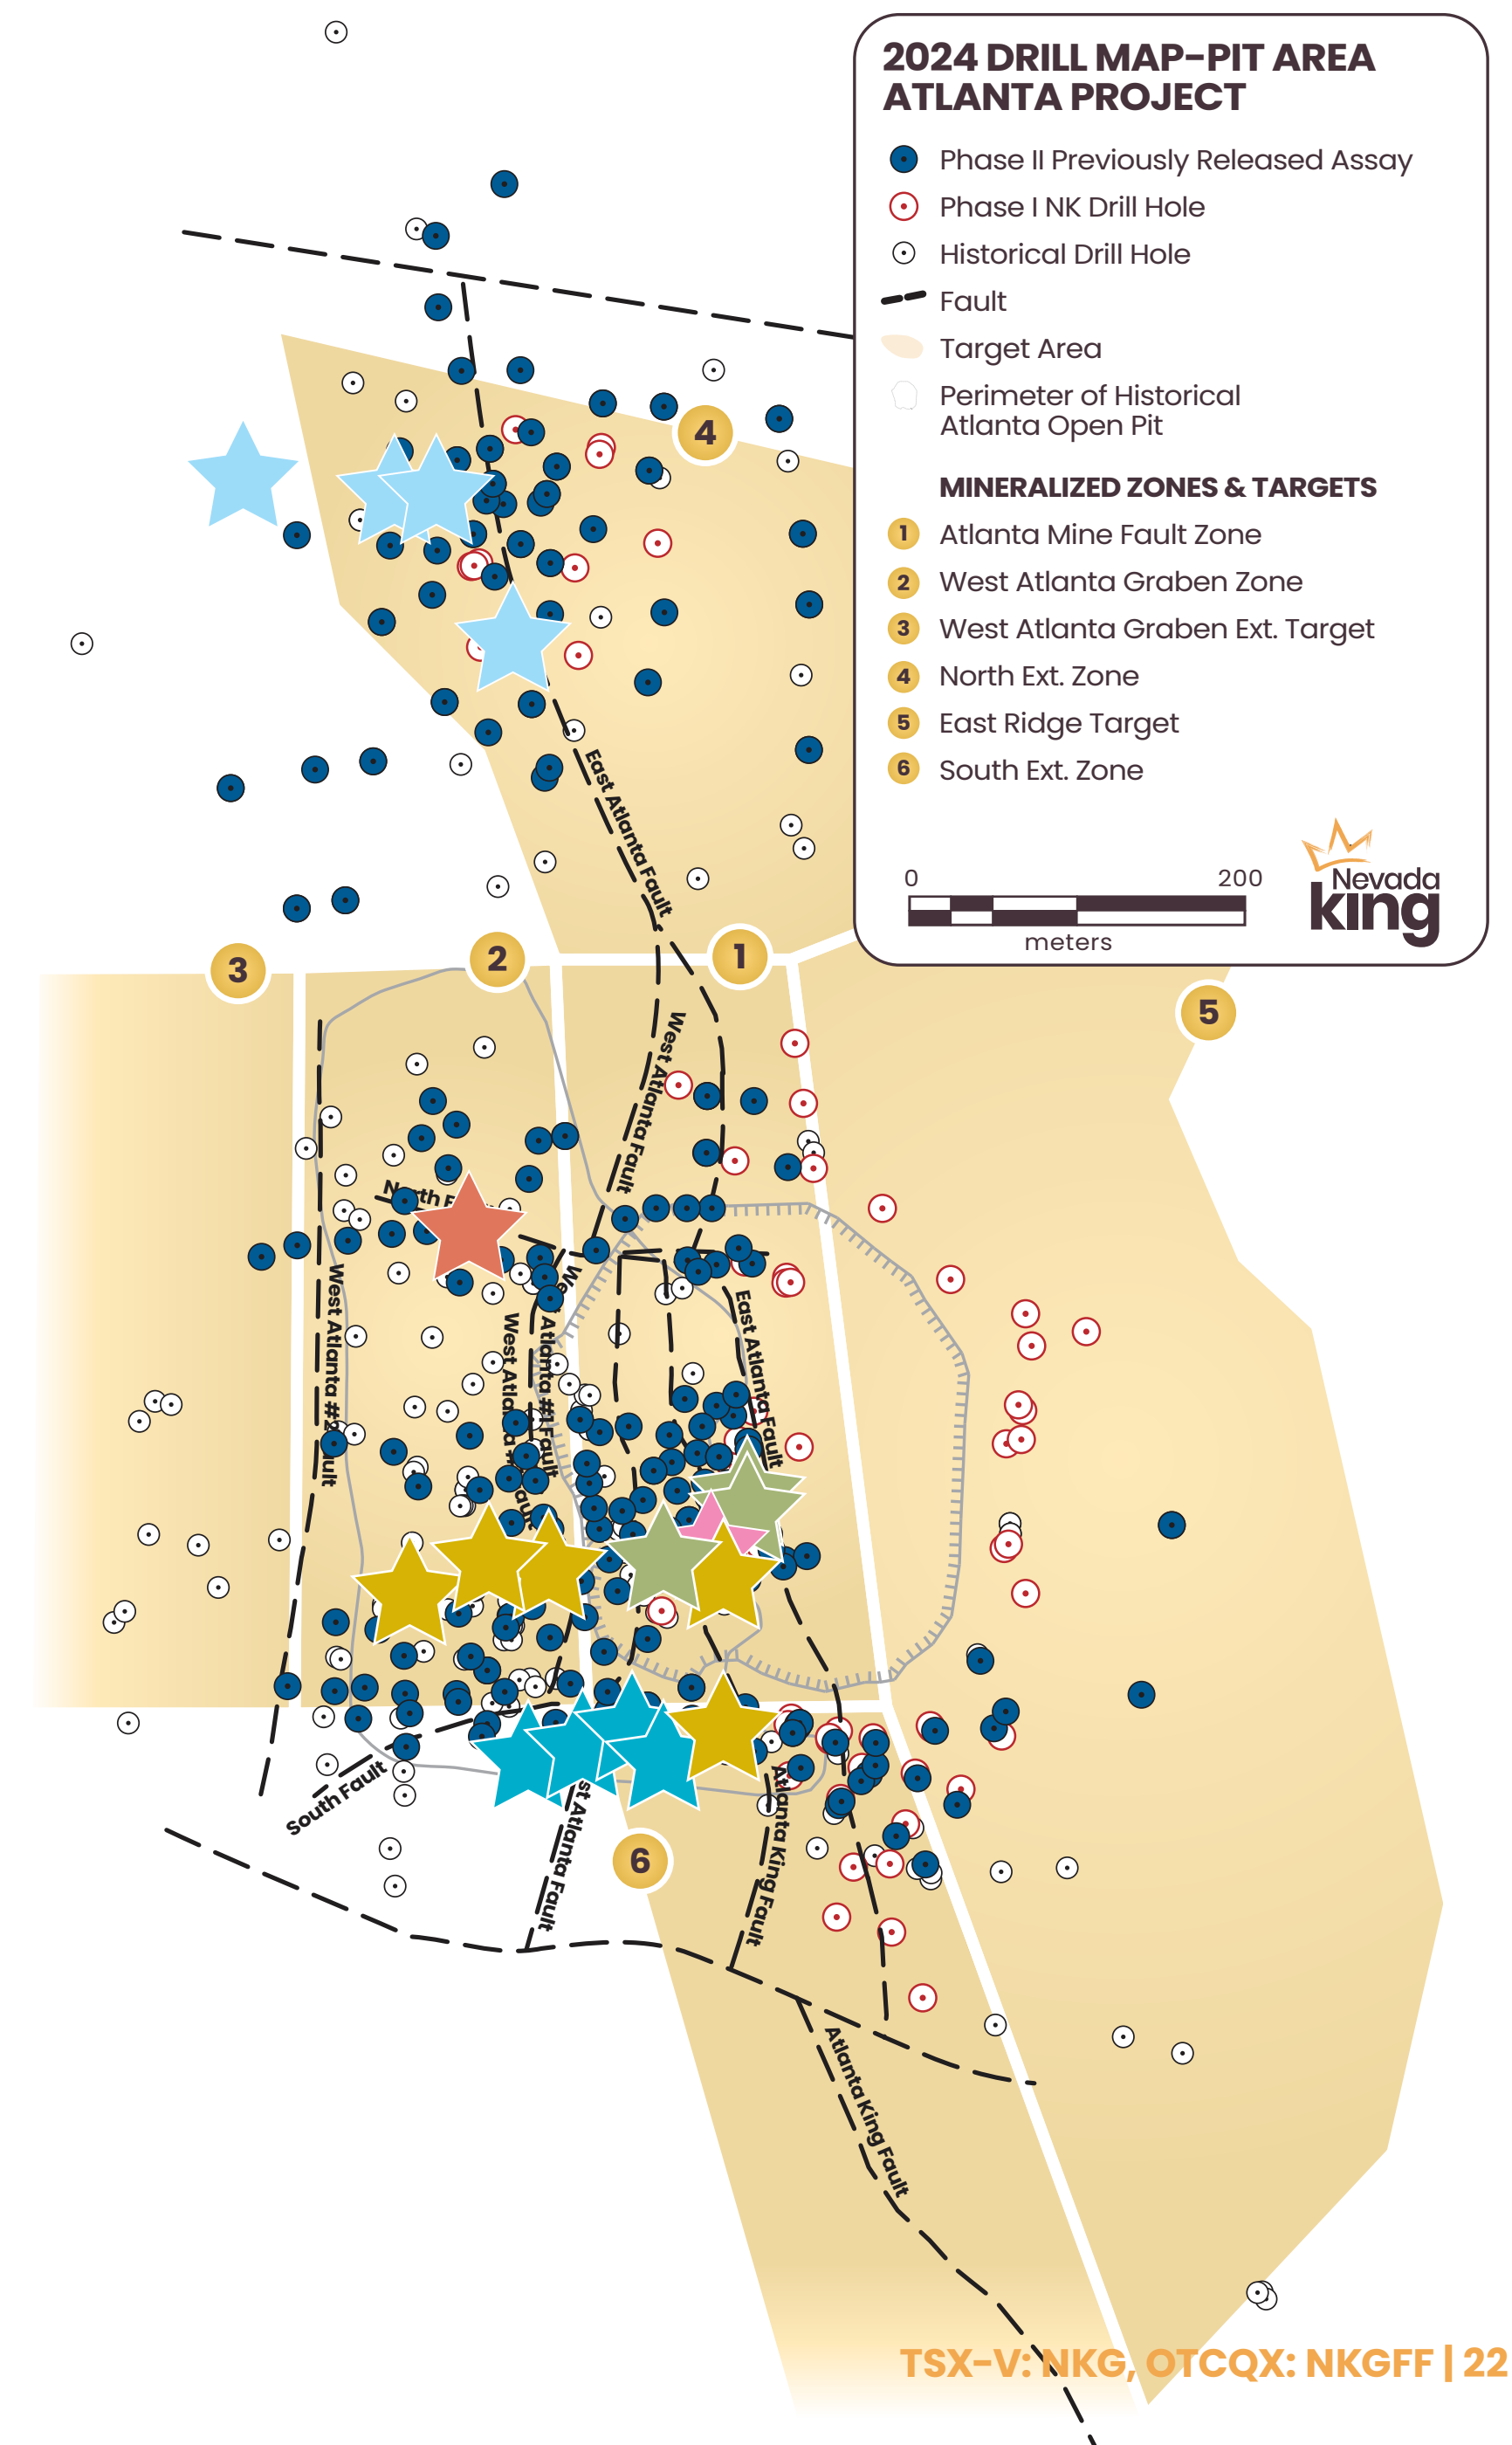 2024 DRILL MAP-PIT AREA
ATLANTA PROJECT
Phase II Previously Released Assay
Phase I NK Drill Hole
Historical Drill Hole
Fault
Target Area
Perimeter of Historical
Atlanta Open Pit
MINERALIZED ZONES & TARGETS
1 Atlanta Mine Fault Zone
2 West Atlanta Graben Zone
3 West Atlanta Graben Ext. Target
4 North Ext. Zone
5 East Ridge Target
6 South Ext. Zone
0 200
meters
Nevada
king
4
East Atlanta Fault
3
2
1
5
West Atlanta Fault
North
West Atlanta #2 Fault
West Atlanta
Atlanta #1 Fault
East Atlanta Fault
South Fault
Atlanta Fault
Atlanta King Fault
6
Atlanta King Fault
TSX-V: NKG, OTCQX: NKGFF | 22